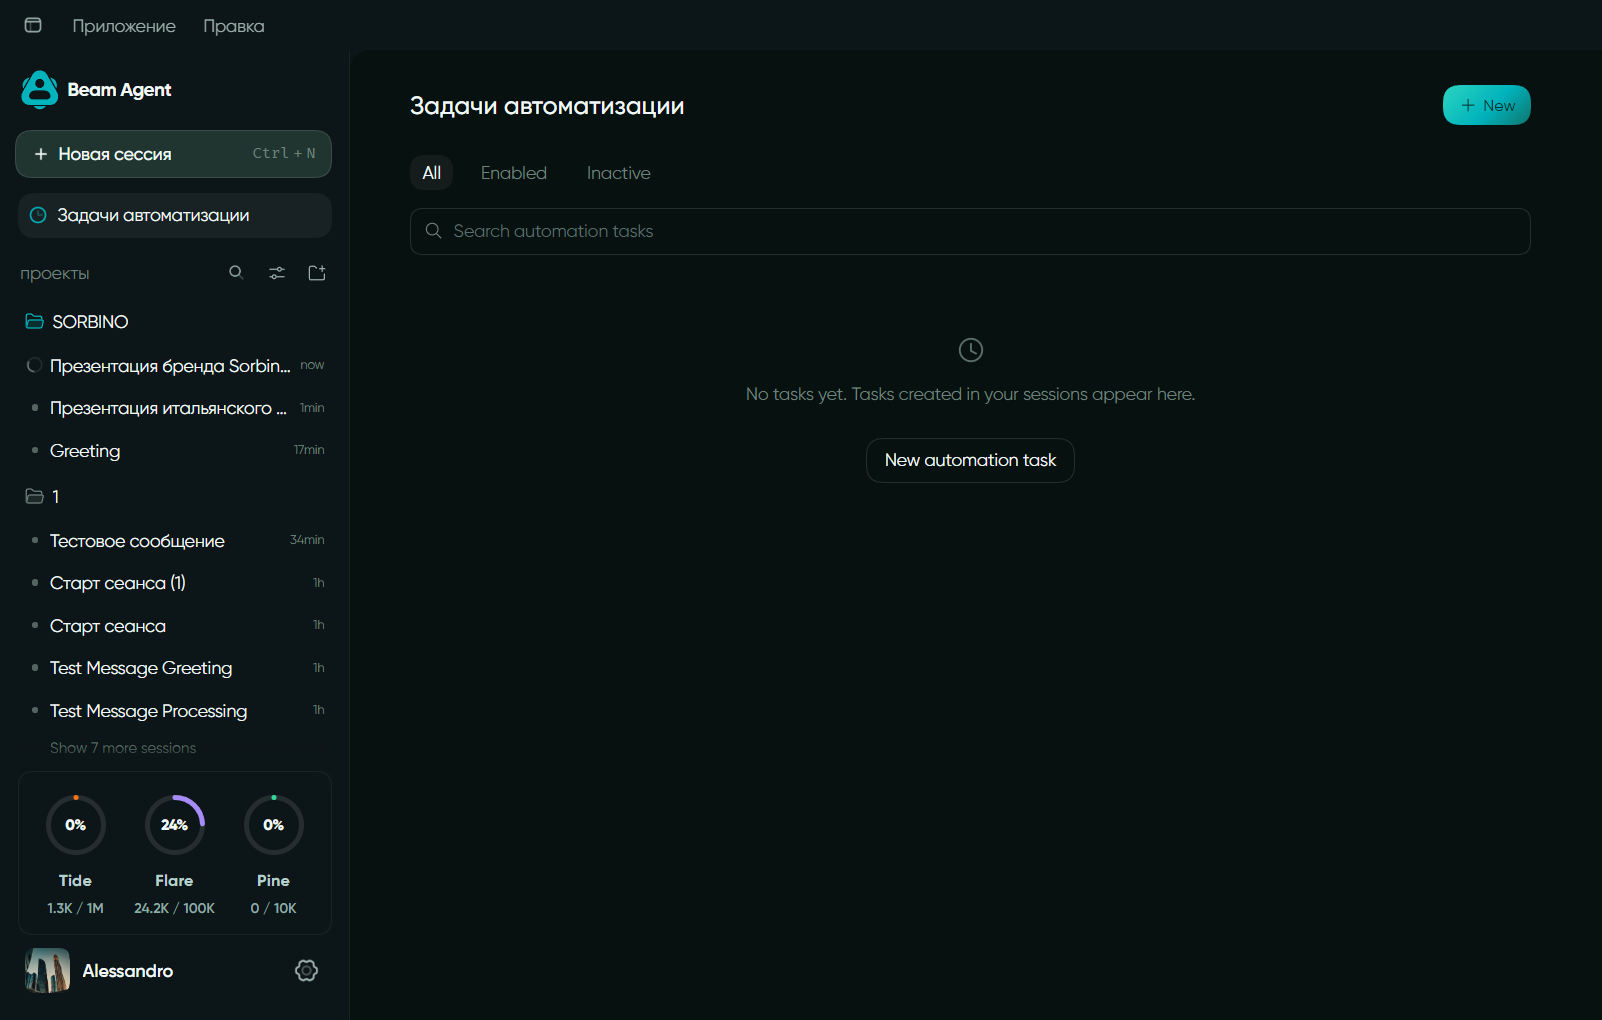 Приложение Правка
Beam Agent
Новая сессия Ctrl + N
Задачи автоматизации
проекты
SORBINO
Презентация бренда Sorbin... now
Презентация итальянского ... 1min
Greeting 17min
1
Тестовое сообщение 34min
Старт сеанса (1) 1h
Старт сеанса 1h
Test Message Greeting 1h
Test Message Processing 1h
Show 7 more sessions
0% 24% 0%
Tide Flare Pine
1.3K / 1M 24.2K / 100K 0 / 10K
Alessandro
Задачи автоматизации
+ New
All Enabled Inactive
Search automation tasks
No tasks yet. Tasks created in your sessions appear here.
New automation task